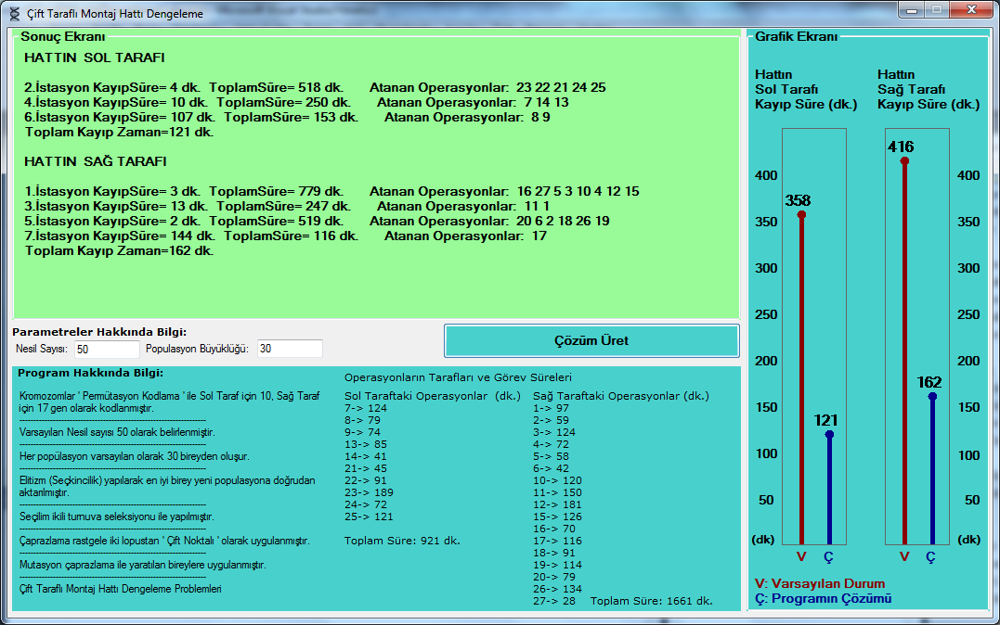 Çift Taraflı Montaj Hattı Dengeleme
Sonuç Ekranı
HATTIN SOL TARAFI
2.İstasyon KayıpSüre= 4 dk. ToplamSüre= 518 dk. Atanan Operasyonlar: 23 22 21 24 25
4.İstasyon KayıpSüre= 10 dk. ToplamSüre= 250 dk. Atanan Operasyonlar: 7 14 13
6.İstasyon KayıpSüre= 107 dk. ToplamSüre= 153 dk. Atanan Operasyonlar: 8 9
Toplam Kayıp Zaman=121 dk.
HATTIN SAĞ TARAFI
1.İstasyon KayıpSüre= 3 dk. ToplamSüre= 779 dk. Atanan Operasyonlar: 16 27 5 3 10 4 12 15
3.İstasyon KayıpSüre= 13 dk. ToplamSüre= 247 dk. Atanan Operasyonlar: 11 1
5.İstasyon KayıpSüre= 2 dk. ToplamSüre= 519 dk. Atanan Operasyonlar: 20 6 2 18 26 19
7.İstasyon KayıpSüre= 144 dk. ToplamSüre= 116 dk. Atanan Operasyonlar: 17
Toplam Kayıp Zaman=162 dk.
Parametreler Hakkında Bilgi:
Nesil Sayısı: 50 Populasyon Büyüklüğü: 30
Çözüm Üret
Program Hakkında Bilgi:
Kromozomlar ' Permütasyon Kodlama ' ile Sol Taraf için 10, Sağ Taraf
için 17 gen olarak kodlanmıştır.
Varsayılan Nesil sayısı 50 olarak belirlenmiştir.
Her popülasyon varsayılan olarak 30 bireyden oluşur.
Elitizm (Seçkincilik) yapılarak en iyi birey yeni populasyona doğrudan
aktarılmıştır.
Seçilim ikili turnuva seleksiyonu ile yapılmıştır.
Çaprazlama rastgele iki lopustan ' Çift Noktalı ' olarak uygulanmıştır.
Mutasyon çaprazlama ile yaratılan bireylere uygulanmıştır.
Çift Taraflı Montaj Hattı Dengeleme Problemleri
Operasyonların Tarafları ve Görev Süreleri
Sol Taraftaki Operasyonlar (dk.)
7-> 124
8-> 79
9-> 74
13-> 85
14-> 41
21-> 45
22-> 91
23-> 189
24-> 72
25-> 121
Toplam Süre: 921 dk.
Sağ Taraftaki Operasyonlar (dk.)
1-> 97
2-> 59
3-> 124
4-> 72
5-> 58
6-> 42
10-> 120
11-> 150
12-> 181
15-> 126
16-> 70
17-> 116
18-> 91
19-> 114
20-> 79
26-> 134
27-> 28 Toplam Süre: 1661 dk.
Grafik Ekranı
Hattın
Sol Tarafı
Kayıp Süre (dk.)
Hattın
Sağ Tarafı
Kayıp Süre (dk.)
400
350
300
250
200
150
100
50
(dk)
358
121
V Ç
416
162
V Ç
400
350
300
250
200
150
100
50
(dk)
V: Varsayılan Durum
Ç: Programın Çözümü